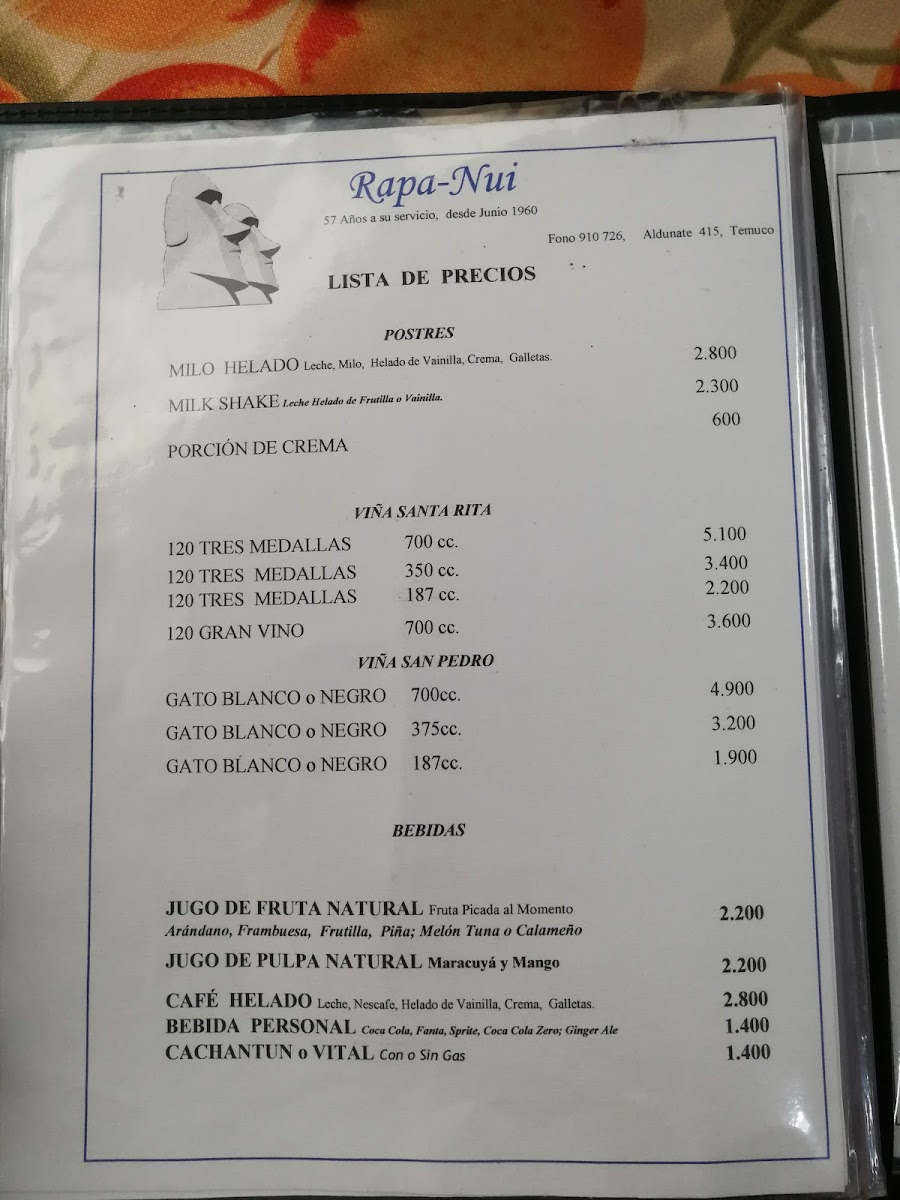 Rapa-Nui
57 Años a su servicio, desde Junio 1960
Fono 910 726, Aldunate 415, Temuco
LISTA DE PRECIOS
POSTRES
MILO HELADO Leche, Milo, Helado de Vainilla, Crema, Galletas. 2.800
MILK SHAKE Leche Helado de Frutilla o Vainilla. 2.300
PORCIÓN DE CREMA 600
VIÑA SANTA RITA
120 TRES MEDALLAS 700 cc. 5.100
120 TRES MEDALLAS 350 cc. 3.400
120 TRES MEDALLAS 187 cc. 2.200
120 GRAN VINO 700 cc. 3.600
VIÑA SAN PEDRO
GATO BLANCO o NEGRO 700cc. 4.900
GATO BLANCO o NEGRO 375cc. 3.200
GATO BLANCO o NEGRO 187cc. 1.900
BEBIDAS
JUGO DE FRUTA NATURAL Fruta Picada al Momento 2.200
Arándano, Frambuesa, Frutilla, Piña; Melón Tuna o Calameño
JUGO DE PULPA NATURAL Maracuyá y Mango 2.200
CAFÉ HELADO Leche, Nescafe, Helado de Vainilla, Crema, Galletas. 2.800
BEBIDA PERSONAL Coca Cola, Fanta, Sprite, Coca Cola Zero; Ginger Ale 1.400
CACHANTUN o VITAL Con o Sin Gas 1.400